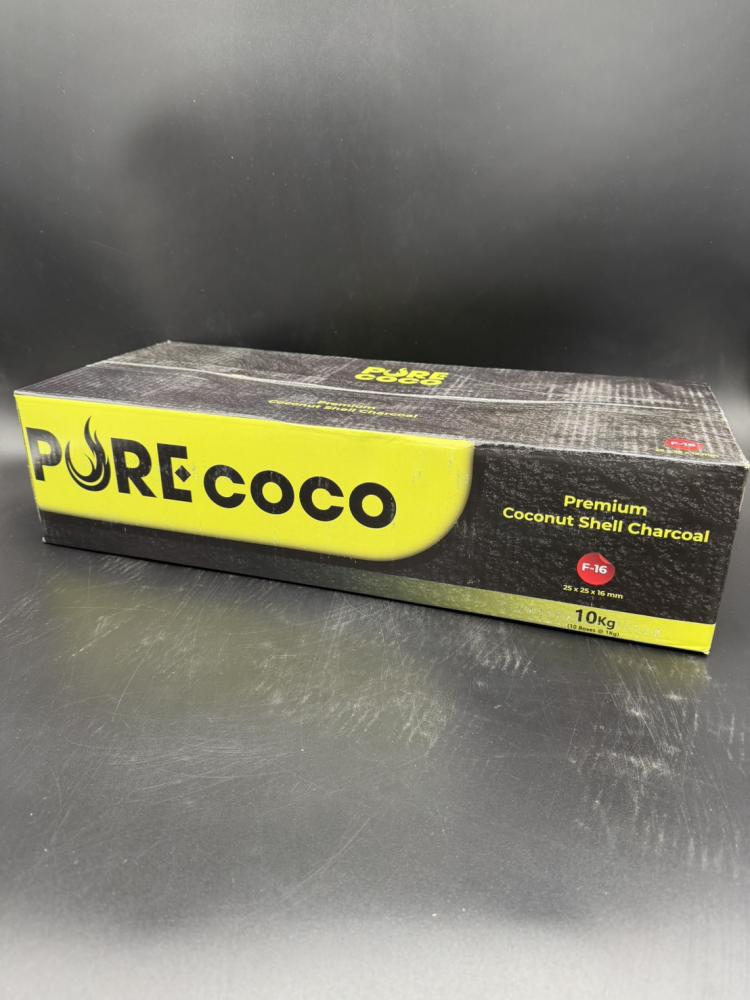 PURE
COCO
Premium
Coconut Shell Charcoal
F-16
PURE COCO
Premium
Coconut Shell Charcoal
F-16
25 x 25 x 16 mm
10Kg
(10 Boxes @ 1Kg)